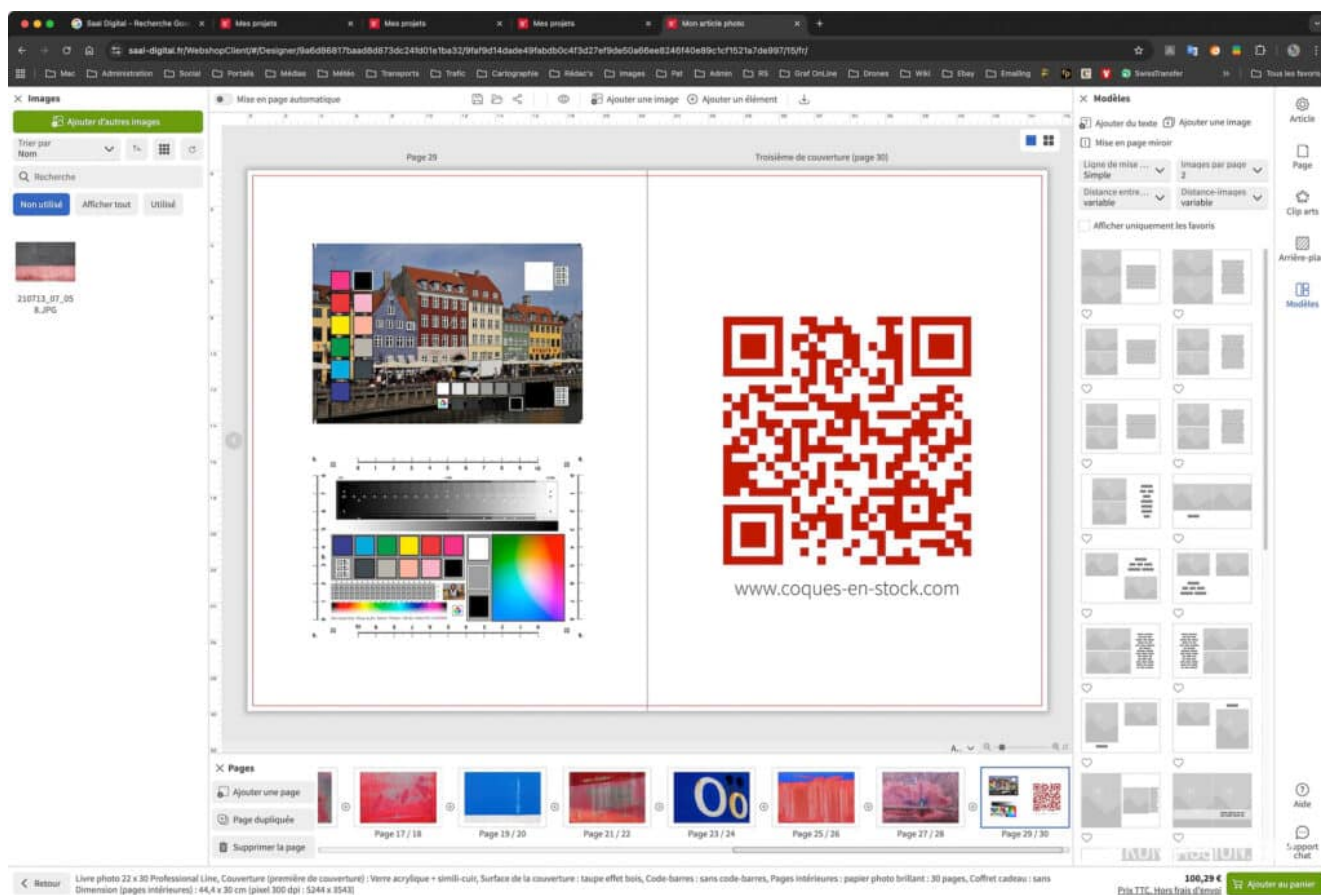 Saal Digital - Recherche Goo
Mes projets
Mes projets
Mes projets
Mon article photo
saal-digital.fr/WebshopClient/#/Designer/
Mac
Administration
Social
Portails
Médias
Météo
Transports
Trafic
Cartographie
Rédac's
Images
Pat
Admin
RS
Graf OnLine
Drones
Wiki
Ebay
Emailing
SwissTransfer
Tous les favoris
Images
Ajouter d'autres images
Trier par
Nom
Recherche
Non utilisé
Afficher tout
Utilisé
210713_07_05
8.JPG
Mise en page automatique
Ajouter une image
Ajouter un élément
Page 29
Troisième de couverture (page 30)
www.coques-en-stock.com
A..
Modèles
Ajouter du texte
Ajouter une image
Mise en page miroir
Ligne de mise ...
Simple
Images par page
2
Distance entre...
variable
Distance-images
variable
Afficher uniquement les favoris
Article
Page
Clip arts
Arrière-pla
Modèles
Aide
Support
chat
Pages
Ajouter une page
Page dupliquée
Supprimer la page
Page 17 / 18
Page 19 / 20
Page 21 / 22
Page 23 / 24
Page 25 / 26
Page 27 / 28
Page 29 / 30
Retour
Livre photo 22 x 30 Professional Line, Couverture (première de couverture) : Verre acrylique + simili-cuir, Surface de la couverture : taupe effet bois, Code-barres : sans code-barres, Pages intérieures : papier photo brillant : 30 pages, Coffret cadeau : sans
Dimension (pages intérieures) : 44,4 x 30 cm (pixel 300 dpi : 5244 x 3543)
100,29 €
Prix TTC, Hors frais d'envoi
Ajouter au panier